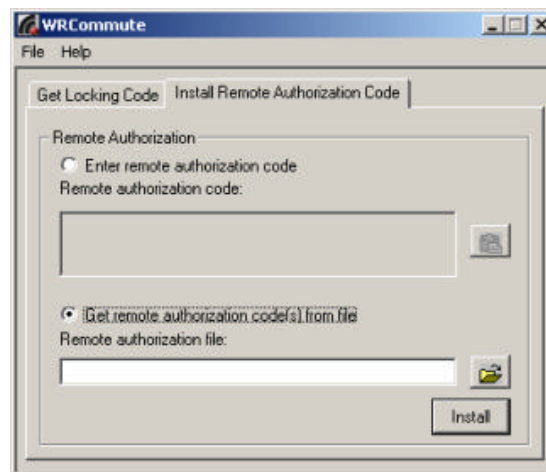 WRCommute
File Help
Get Locking Code Install Remote Authorization Code
Remote Authorization
Enter remote authorization code
Remote authorization code:
Get remote authorization code(s) from file
Remote authorization file:
Install